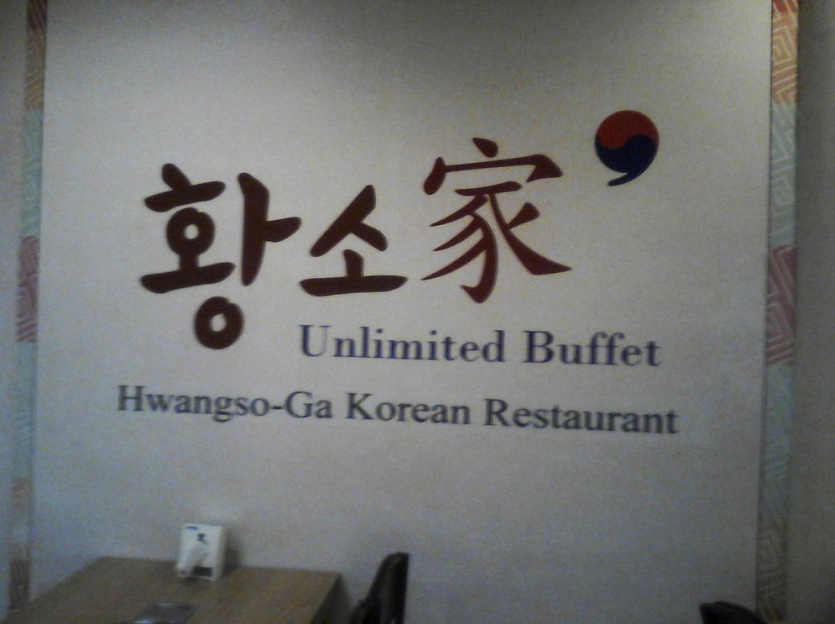 황소家
Unlimited Buffet
Hwangso-Ga Korean Restaurant